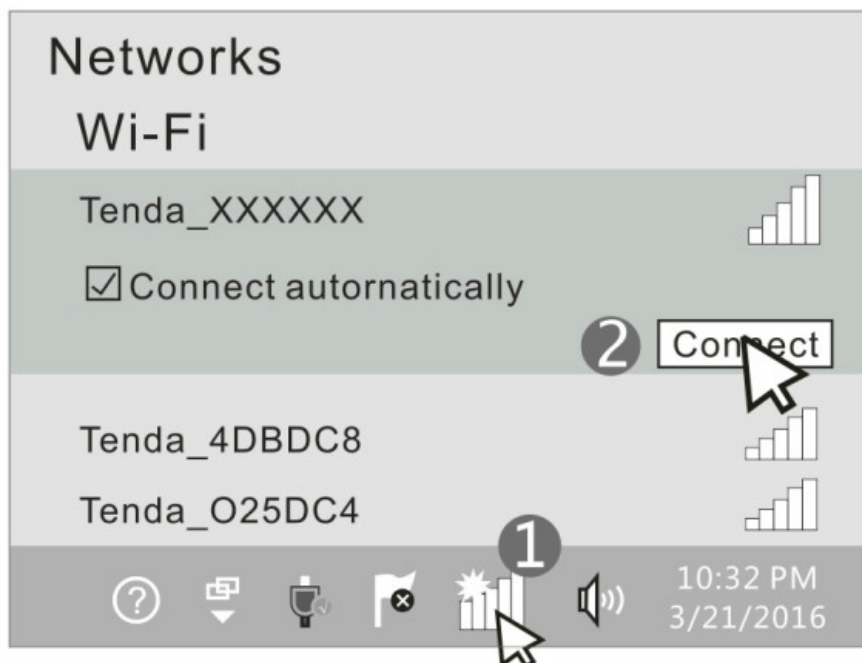 Networks
Wi-Fi
Tenda_XXXXXX
Connect autornatically
2 Connect
Tenda_4DBDC8
Tenda_O25DC4
1
? 10:32 PM
3/21/2016